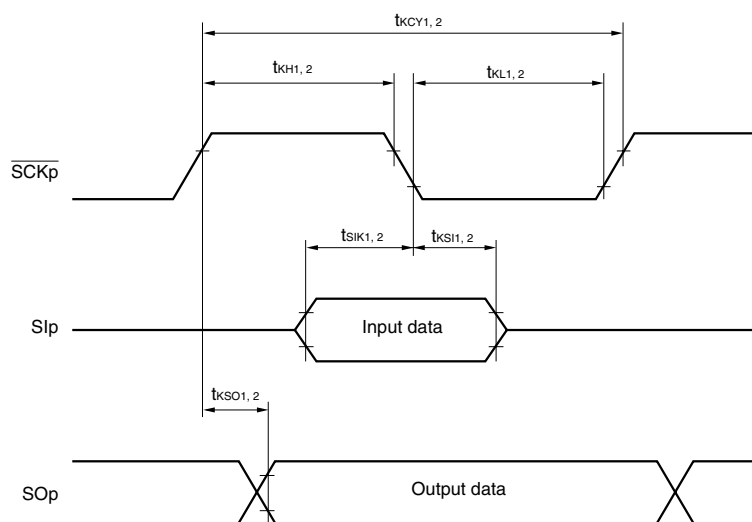 tKCY1, 2
tKH1, 2
tKL1, 2
SCKp
tSIK1, 2
tKSI1, 2
SIp
Input data
tKSO1, 2
SOp
Output data